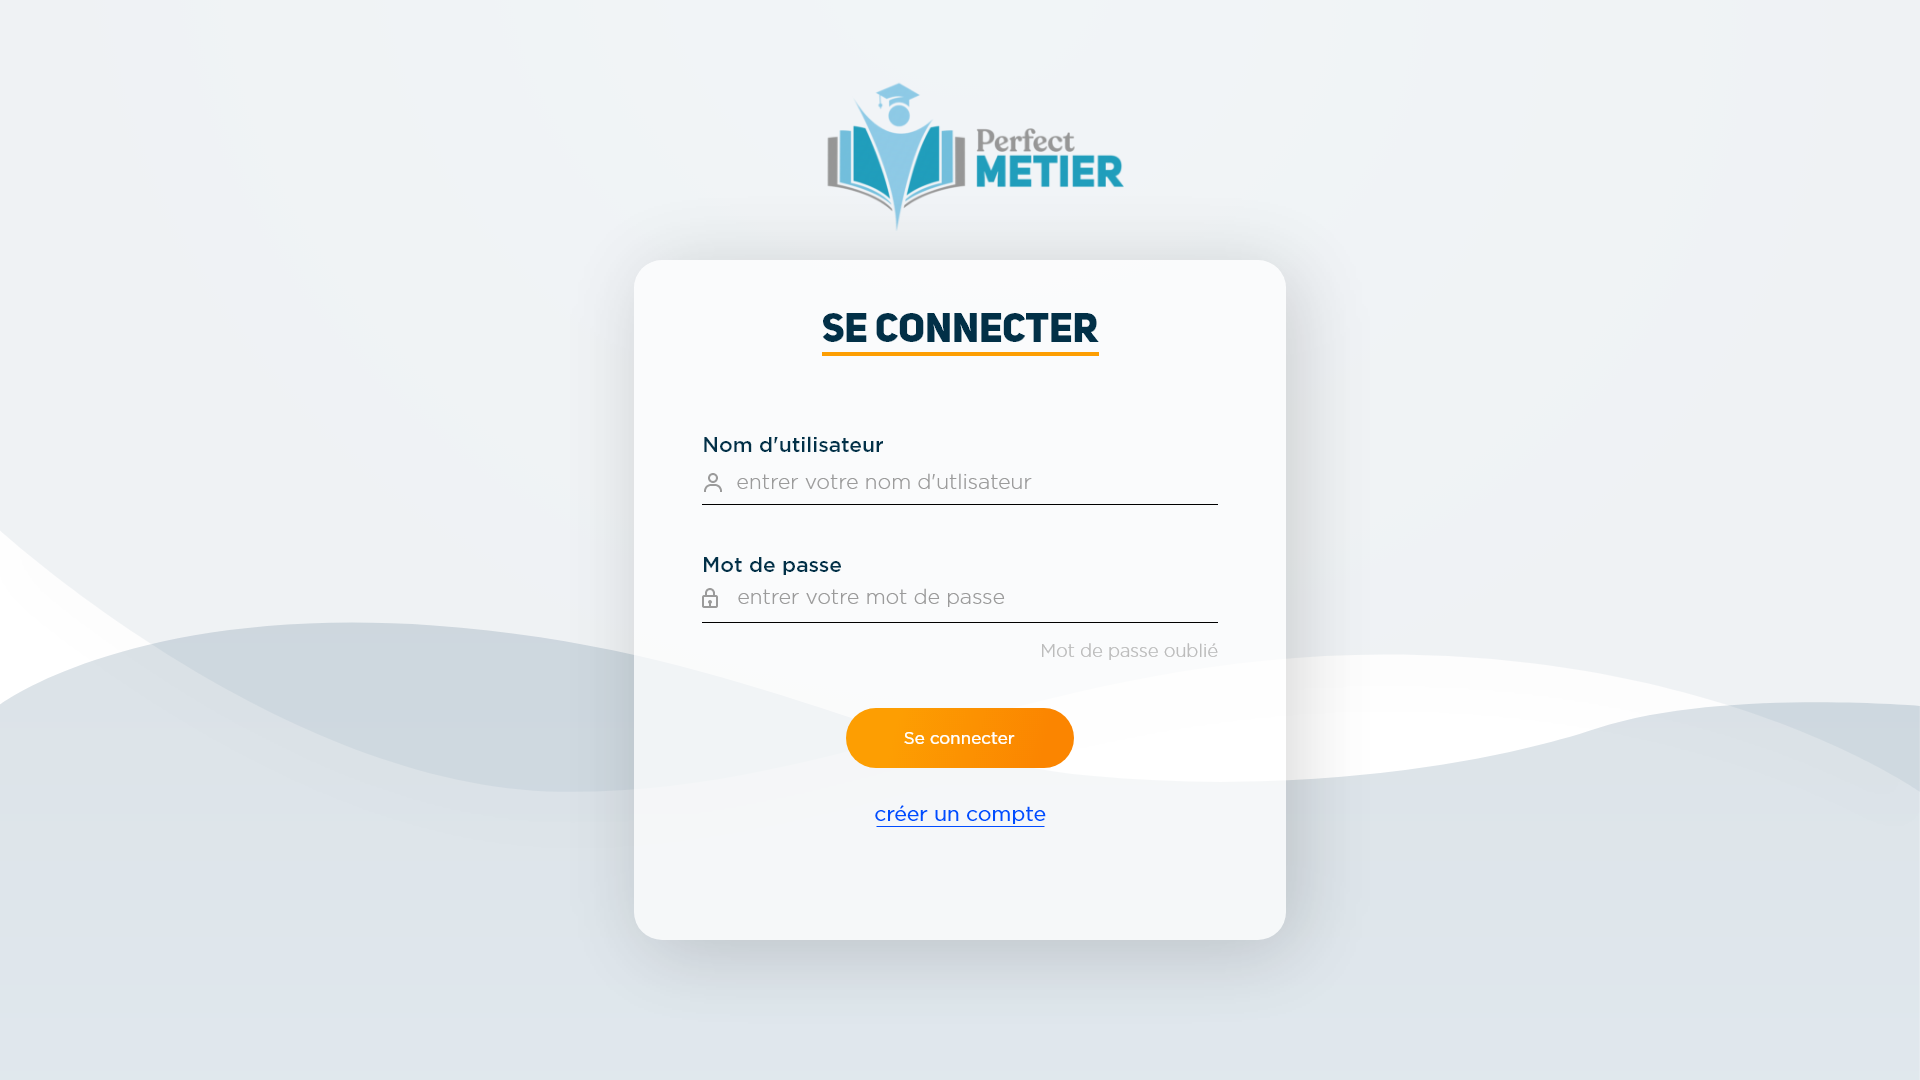 Perfect
METIER
SE CONNECTER
Nom d'utilisateur
entrer votre nom d'utlisateur
Mot de passe
entrer votre mot de passe
Mot de passe oublié
Se connecter
créer un compte